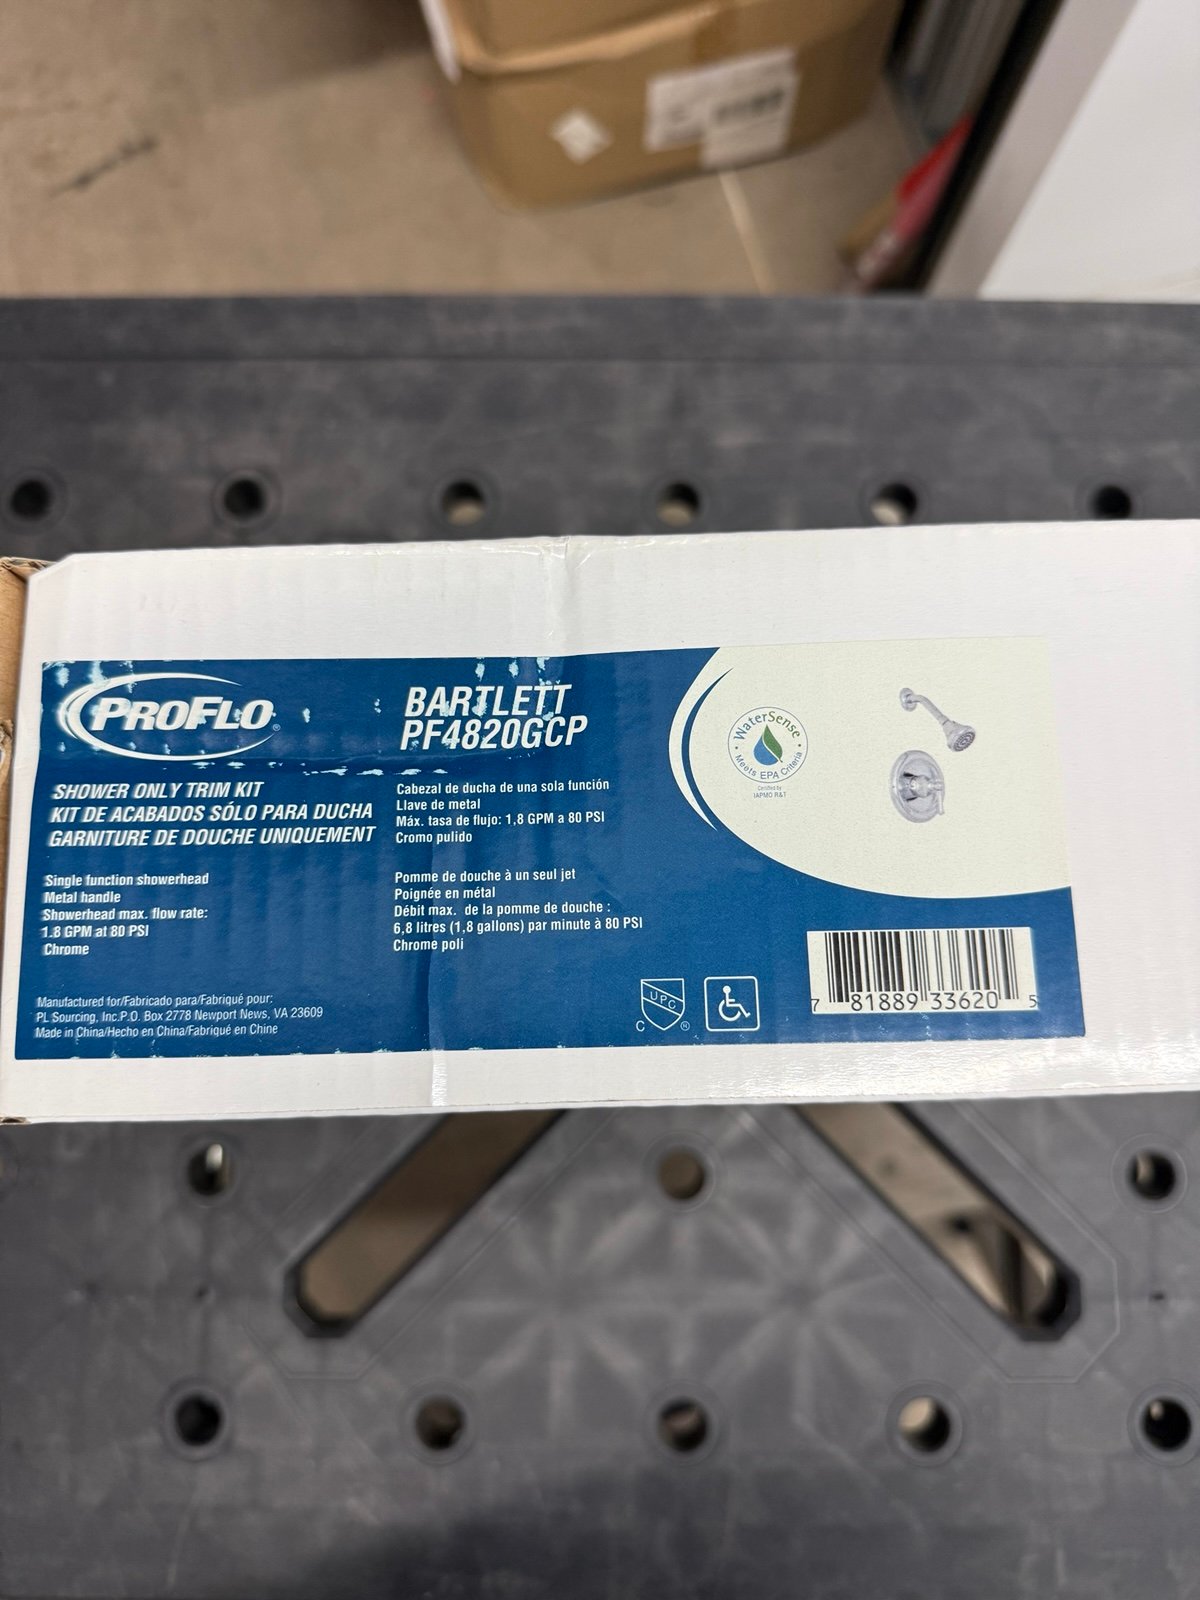 PROFLO®
BARTLETT
PF4820GCP
SHOWER ONLY TRIM KIT
KIT DE ACABADOS SÓLO PARA DUCHA
GARNITURE DE DOUCHE UNIQUEMENT
Single function showerhead
Metal handle
Showerhead max. flow rate:
1.8 GPM at 80 PSI
Chrome
Cabezal de ducha de una sola función
Llave de metal
Máx. tasa de flujo: 1,8 GPM a 80 PSI
Cromo pulido
Pomme de douche à un seul jet
Poignée en métal
Débit max. de la pomme de douche :
6,8 litres (1,8 gallons) par minute à 80 PSI
Chrome poli
Manufactured for/Fabricado para/Fabriqué pour:
PL Sourcing, Inc.P.O. Box 2778 Newport News, VA 23609
Made in China/Hecho en China/Fabriqué en Chine
WaterSense
Meets EPA Criteria
Certified by
IAPMO R&T
UPC
C ®
7 81889 33620 5